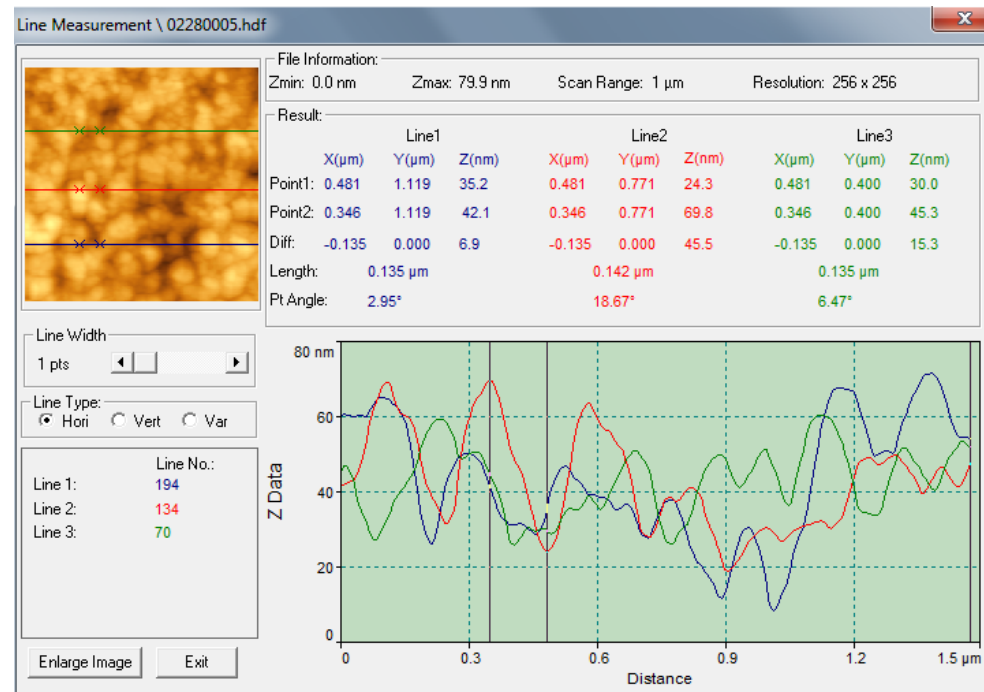 Line Measurement \ 02280005.hdf
X
File Information:
Zmin: 0.0 nm Zmax: 79.9 nm Scan Range: 1 µm Resolution: 256 x 256
Result:
Line1 Line2 Line3
X(µm) Y(µm) Z(nm) X(µm) Y(µm) Z(nm) X(µm) Y(µm) Z(nm)
Point1: 0.481 1.119 35.2 0.481 0.771 24.3 0.481 0.400 30.0
Point2: 0.346 1.119 42.1 0.346 0.771 69.8 0.346 0.400 45.3
Diff: -0.135 0.000 6.9 -0.135 0.000 45.5 -0.135 0.000 15.3
Length: 0.135 µm 0.142 µm 0.135 µm
Pt Angle: 2.95° 18.67° 6.47°
Line Width
1 pts
Line Type:
Hori Vert Var
Line No.:
Line 1: 194
Line 2: 134
Line 3: 70
Enlarge Image Exit
80 nm
60
40
20
0
Z Data
0 0.3 0.6 0.9 1.2 1.5 µm
Distance